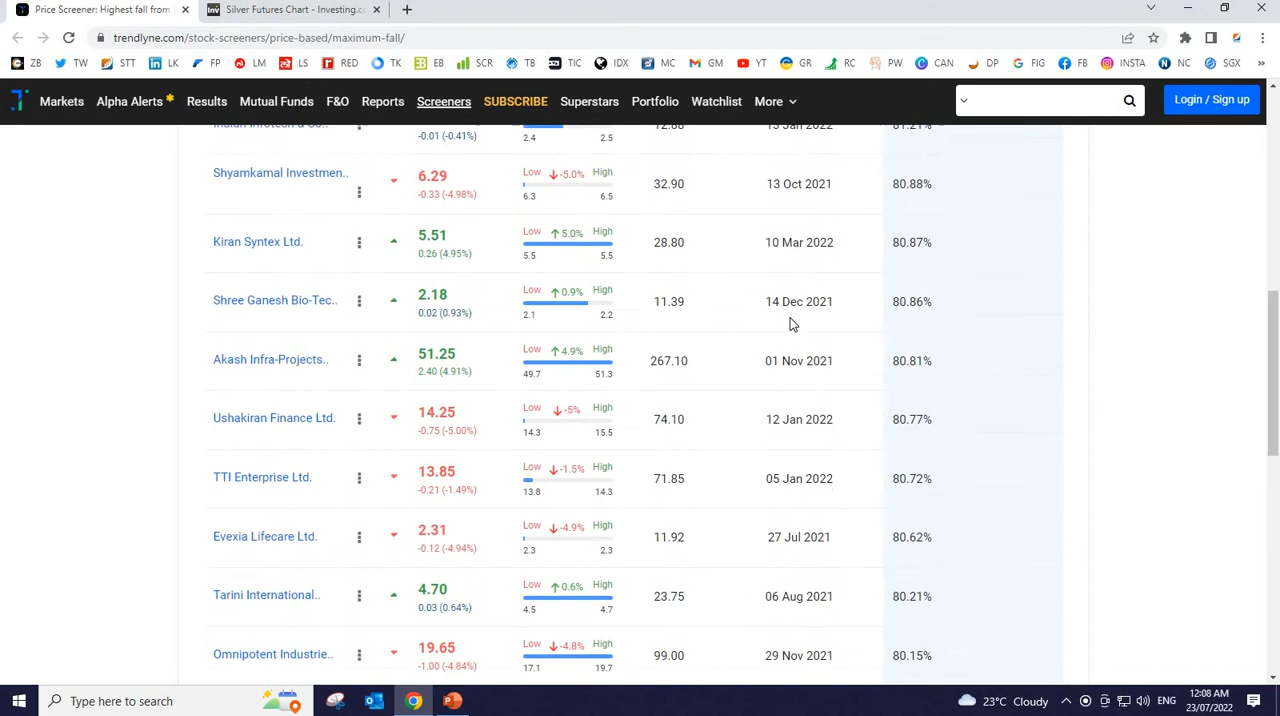 Price Screener: Highest fall from
Silver Futures Chart - Investing.co
trendlyne.com/stock-screeners/price-based/maximum-fall/
ZB TW STT LK FP LM LS RED TK EB SCR TB TIC IDX MC GM YT GR RC PW CAN DP FIG FB INSTA NC SGX »
Markets Alpha Alerts Results Mutual Funds F&O Reports Screeners SUBSCRIBE Superstars Portfolio Watchlist More Login / Sign up
Indian Infotech & So.. 12.88 13 Jan 2022 81.21%
-0.01 (-0.41%) 2.4 2.5
Shyamkamal Investmen.. 6.29 Low -5.0% High 32.90 13 Oct 2021 80.88%
-0.33 (-4.98%) 6.3 6.5
Kiran Syntex Ltd. 5.51 Low 5.0% High 28.80 10 Mar 2022 80.87%
0.26 (4.95%) 5.5 5.5
Shree Ganesh Bio-Tec.. 2.18 Low 0.9% High 11.39 14 Dec 2021 80.86%
0.02 (0.93%) 2.1 2.2
Akash Infra-Projects.. 51.25 Low 4.9% High 267.10 01 Nov 2021 80.81%
2.40 (4.91%) 49.7 51.3
Ushakiran Finance Ltd. 14.25 Low -5% High 74.10 12 Jan 2022 80.77%
-0.75 (-5.00%) 14.3 15.5
TTI Enterprise Ltd. 13.85 Low -1.5% High 71.85 05 Jan 2022 80.72%
-0.21 (-1.49%) 13.8 14.3
Evexia Lifecare Ltd. 2.31 Low -4.9% High 11.92 27 Jul 2021 80.62%
-0.12 (-4.94%) 2.3 2.3
Tarini International.. 4.70 Low 0.6% High 23.75 06 Aug 2021 80.21%
0.03 (0.64%) 4.5 4.7
Omnipotent Industrie.. 19.65 Low -4.8% High 99.00 29 Nov 2021 80.15%
-1.00 (-4.84%) 17.1 19.7
Type here to search
23°C Cloudy ENG 12:08 AM
23/07/2022